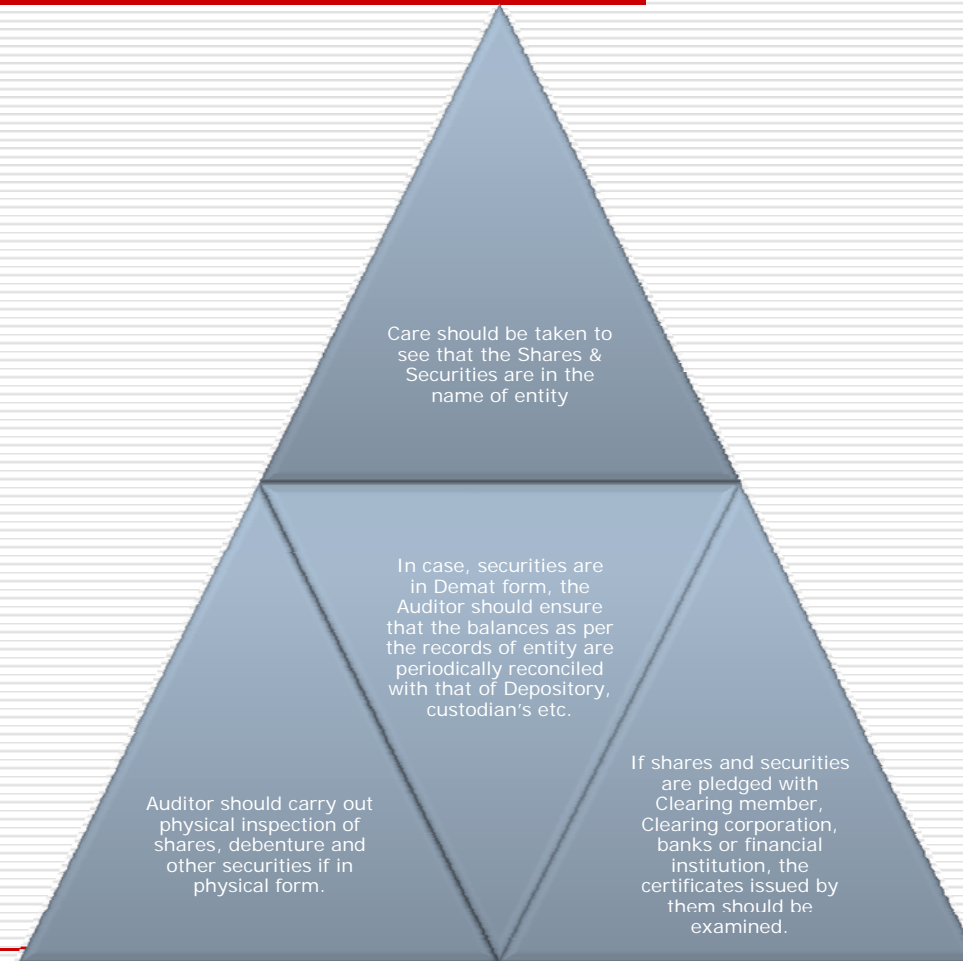 Care should be taken to
see that the Shares &
Securities are in the
name of entity
In case, securities are
in Demat form, the
Auditor should ensure
that the balances as per
the records of entity are
periodically reconciled
with that of Depository,
custodian's etc.
Auditor should carry out
physical inspection of
shares, debenture and
other securities if in
physical form.
If shares and securities
are pledged with
Clearing member,
Clearing corporation,
banks or financial
institution, the
certificates issued by
them should be
examined.